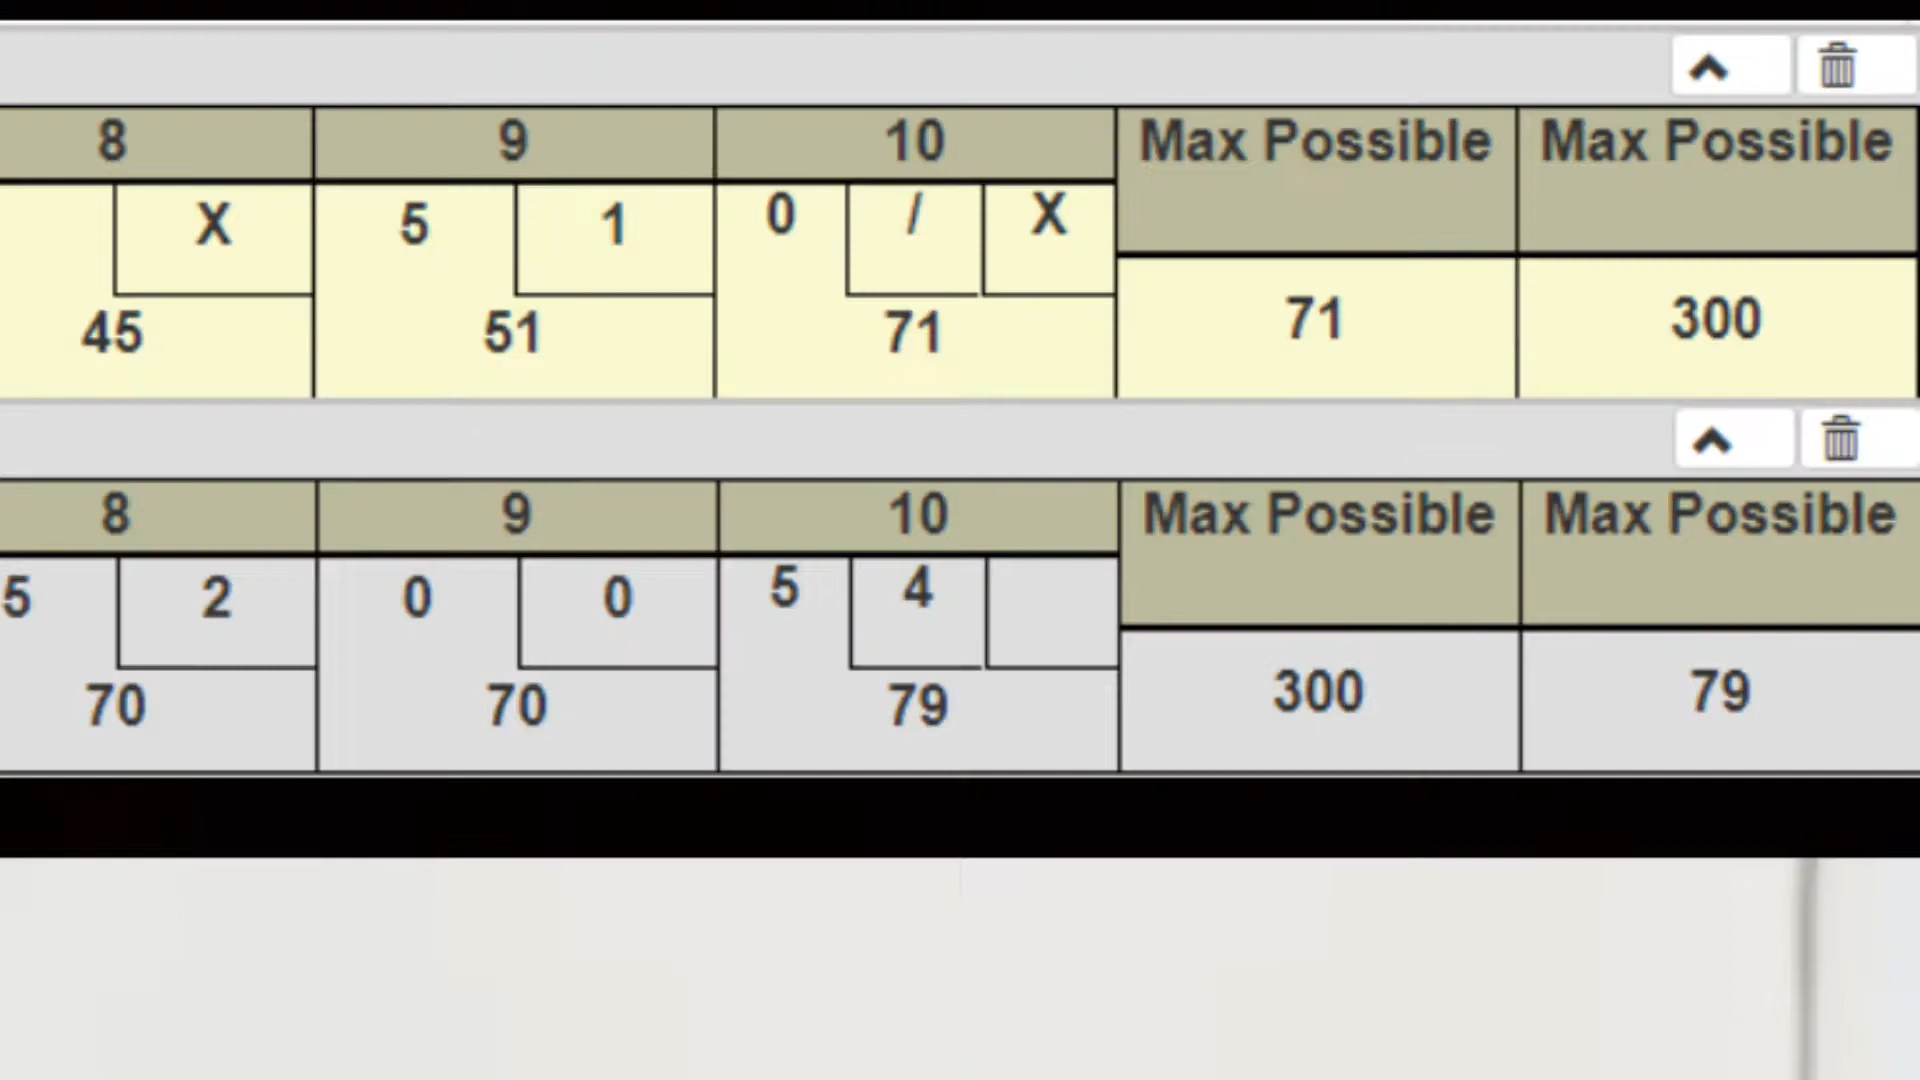 8 9 10 Max Possible Max Possible
X 5 1 0 / X
45 51 71 71 300
8 9 10 Max Possible Max Possible
5 2 0 0 5 4
70 70 79 300 79